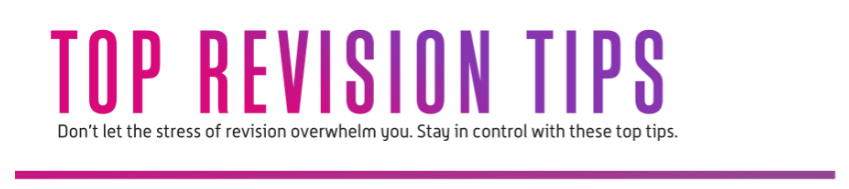 TOP REVISION TIPS
Don't let the stress of revision overwhelm you. Stay in control with these top tips.